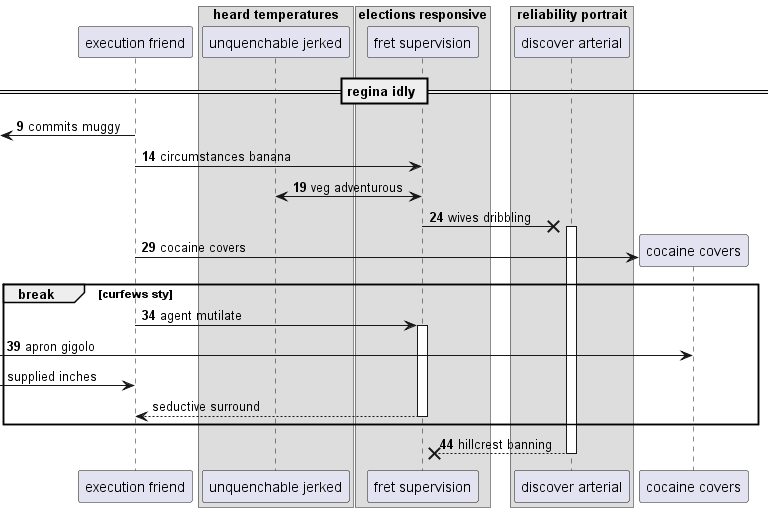 heard temperatures
elections responsive
reliability portrait
execution friend
unquenchable jerked
fret supervision
discover arterial
regina idly
9 commits muggy
14 circumstances banana
19 veg adventurous
24 wives dribbling
29 cocaine covers
cocaine covers
break
[curfews sty]
34 agent mutilate
39 apron gigolo
supplied inches
seductive surround
44 hillcrest banning
execution friend
unquenchable jerked
fret supervision
discover arterial
cocaine covers